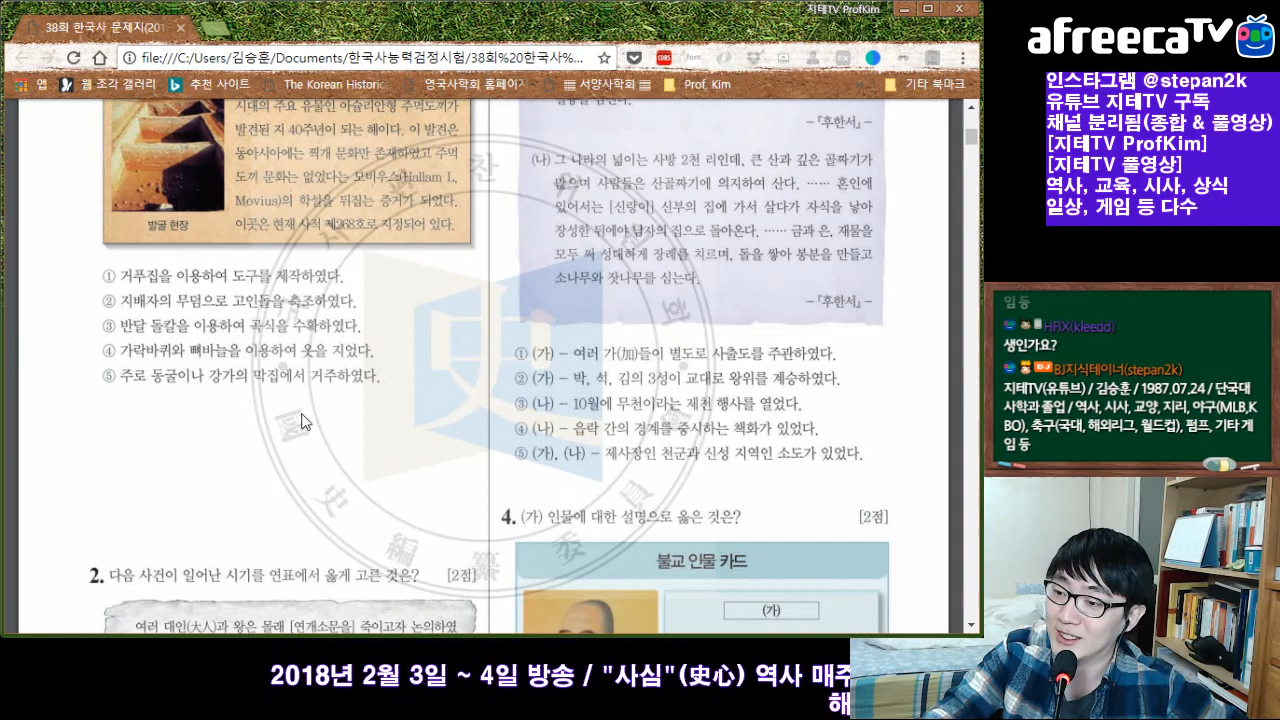 지테TV ProfKim
38회 한국사 문제지(201
file:///C:/Users/김승훈/Documents/한국사능력검정시험/38회%20한국사%...
앱 웹 조각 갤러리 추천 사이트 The Korean Historic 영국사학회 홈페이지 서양사학회 Prof. Kim 기타 북마크
시대의 주요 유물인 아슐리안형 주먹도끼가
발견된 지 40주년이 되는 해이다. 이 발견은
동아시아에는 찍개 문화만 존재하였고 주먹
도끼 문화는 없었다는 모비우스(Hallam L.
Movius)의 학설을 뒤집는 증거가 되었다.
이곳은 현재 사적 제268호로 지정되어 있다.
발굴 현장
① 거푸집을 이용하여 도구를 제작하였다.
② 지배자의 무덤으로 고인돌을 축조하였다.
③ 반달 돌칼을 이용하여 곡식을 수확하였다.
④ 가락바퀴와 뼈바늘을 이용하여 옷을 지었다.
⑤ 주로 동굴이나 강가의 막집에서 거주하였다.
2. 다음 사건이 일어난 시기를 연표에서 옳게 고른 것은? [2점]
여러 대인(大人)과 왕은 몰래 [연개소문을] 죽이고자 논의하였
-『후한서』-
(나) 그 나라의 넓이는 사방 2천 리인데, 큰 산과 깊은 골짜기가
많으며 사람들은 산골짜기에 의지하여 산다. …… 혼인에
있어서는 [신랑이] 신부의 집에 가서 살다가 자식을 낳아
장성한 뒤에야 남자의 집으로 돌아온다. …… 금과 은, 재물을
모두 써 성대하게 장례를 치르며, 돌을 쌓아 봉분을 만들고
소나무와 잣나무를 심는다.
-『후한서』-
① (가) - 여러 가(加)들이 별도로 사출도를 주관하였다.
② (가) - 박, 석, 김의 3성이 교대로 왕위를 계승하였다.
③ (나) - 10월에 무천이라는 제천 행사를 열었다.
④ (나) - 읍락 간의 경계를 중시하는 책화가 있었다.
⑤ (가), (나) - 제사장인 천군과 신성 지역인 소도가 있었다.
4. (가) 인물에 대한 설명으로 옳은 것은? [2점]
불교 인물 카드
(가)
afreecaTV
인스타그램 @stepan2k
유튜브 지테TV 구독
채널 분리됨(종합 & 풀영상)
[지테TV ProfKim]
[지테TV 풀영상]
역사, 교육, 시사, 상식
일상, 게임 등 다수
임 등
HFIX(kleedd)
생인가요?
BJ지식테이너(stepan2k)
지테TV(유튜브) / 김승훈 / 1987.07.24 / 단국대
사학과 졸업 / 역사, 시사, 교양, 지리, 야구(MLB,K
BO), 축구(국대, 해외리그, 월드컵), 펌프, 기타 게
임 등
2018년 2월 3일 ~ 4일 방송 / "사심"(史心) 역사 매주
해